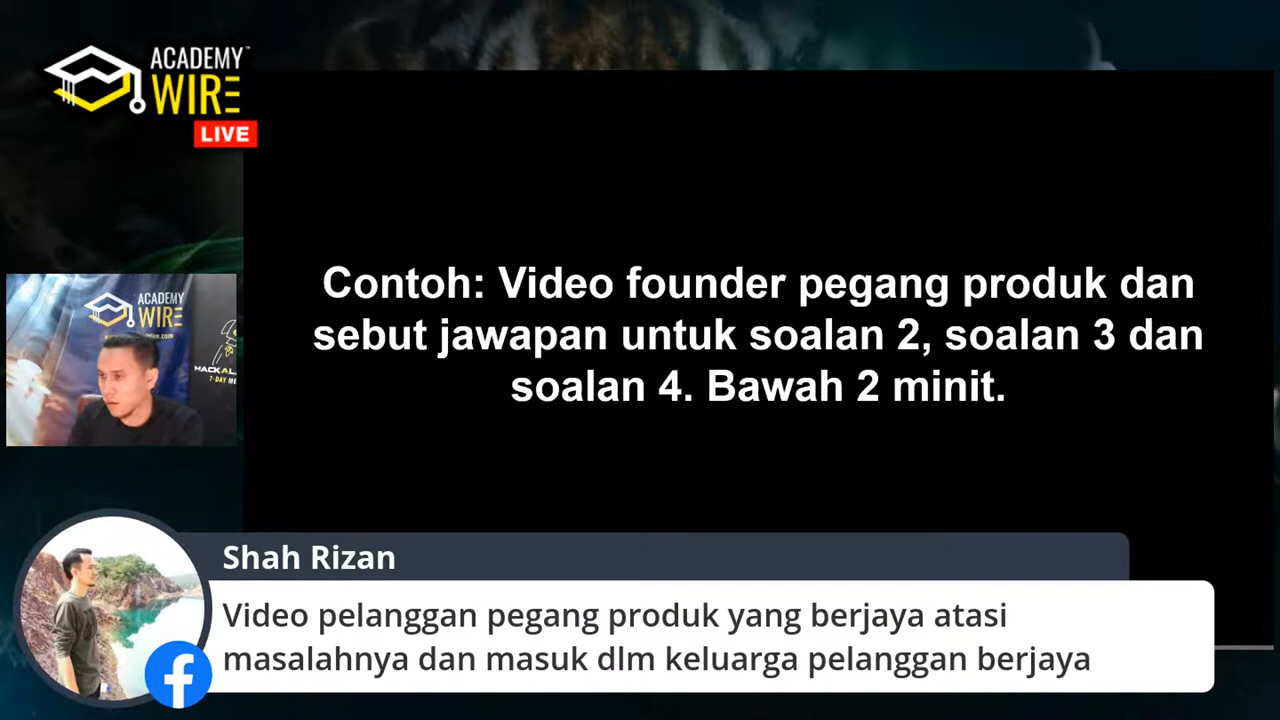 ACADEMY
WIRE
LIVE
Contoh: Video founder pegang produk dan
sebut jawapan untuk soalan 2, soalan 3 dan
soalan 4. Bawah 2 minit.
ACADEMY
WIRE
7-DAY
Shah Rizan
Video pelanggan pegang produk yang berjaya atasi
masalahnya dan masuk dlm keluarga pelanggan berjaya